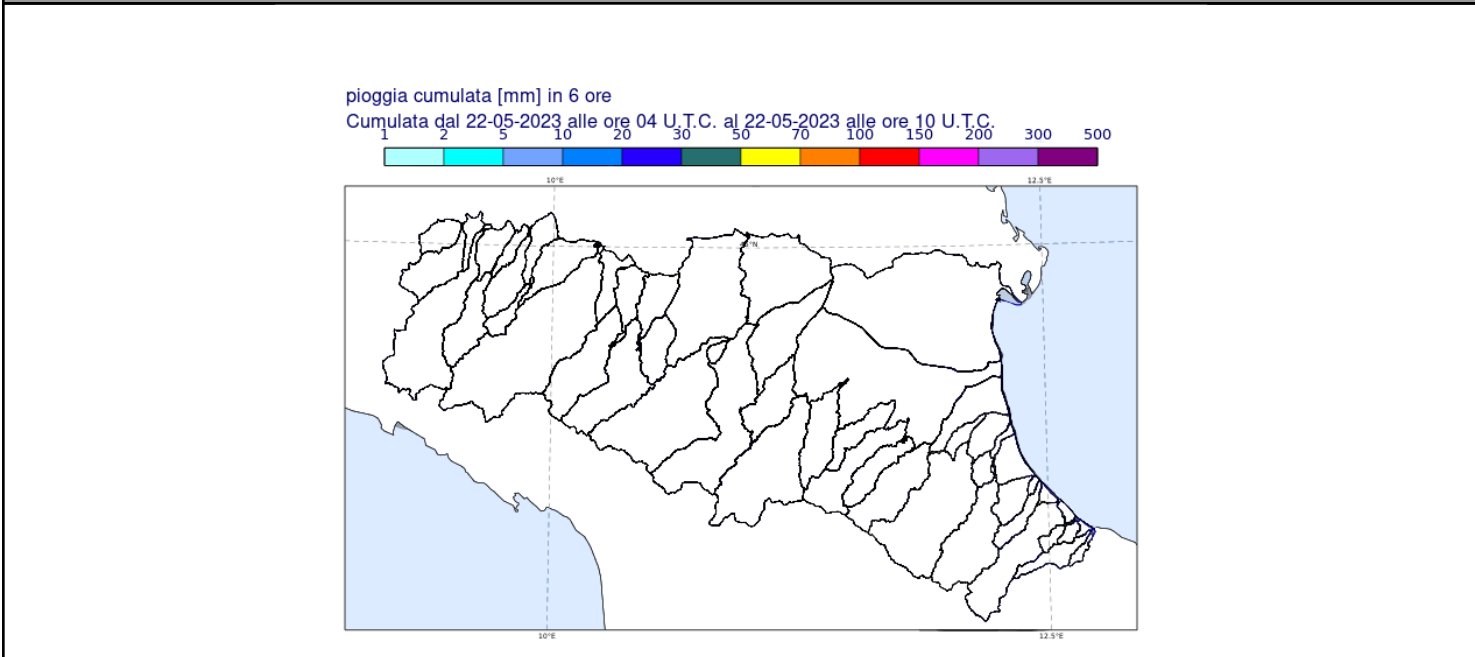 pioggia cumulata [mm] in 6 ore
Cumulata dal 22-05-2023 alle ore 04 U.T.C. al 22-05-2023 alle ore 10 U.T.C.
1 2 5 10 20 30 50 70 100 150 200 300 500
10°E 12.5°E
10°E 12.5°E